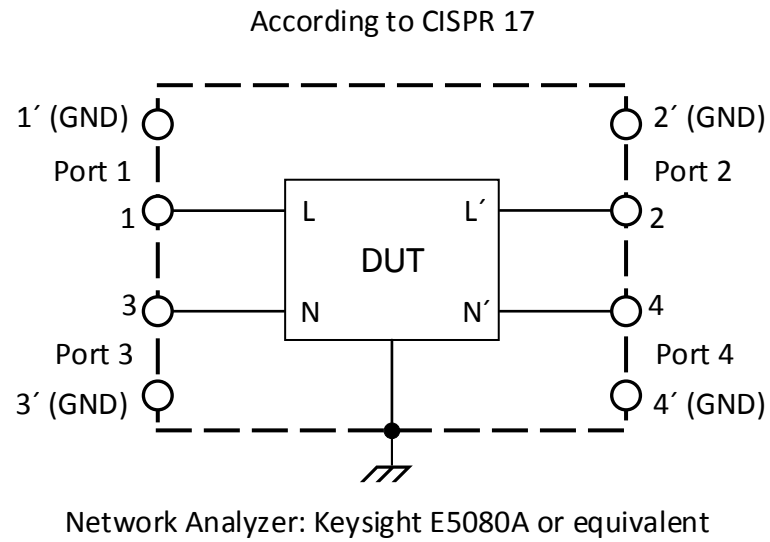 According to CISPR 17
1´ (GND)
2´ (GND)
Port 1
Port 2
1
L
L´
2
DUT
3
N
N´
4
Port 3
Port 4
3´ (GND)
4´ (GND)
Network Analyzer: Keysight E5080A or equivalent